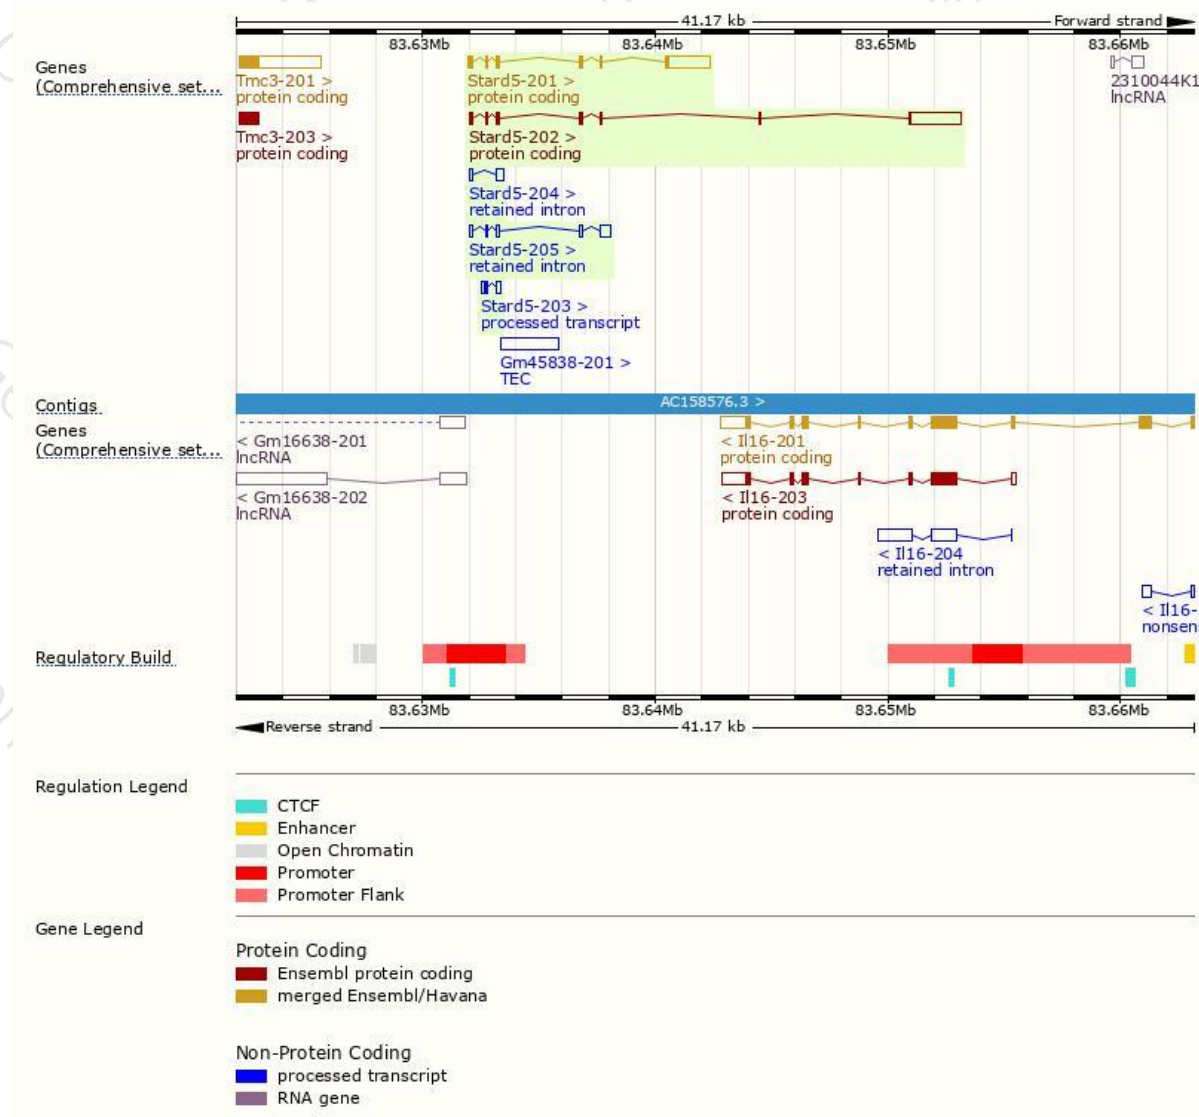 41.17 kb Forward strand
83.63Mb 83.64Mb 83.65Mb 83.66Mb
Genes
(Comprehensive set...
Tmc3-201 >
protein coding
Stard5-201 >
protein coding
2310044K1
lncRNA
Tmc3-203 >
protein coding
Stard5-202 >
protein coding
Stard5-204 >
retained intron
Stard5-205 >
retained intron
Stard5-203 >
processed transcript
Gm45838-201 >
TEC
Contigs
AC158576.3 >
Genes
(Comprehensive set...
< Gm16638-201
lncRNA
< Il16-201
protein coding
< Gm16638-202
lncRNA
< Il16-203
protein coding
< Il16-204
retained intron
< Il16-
nonsen
Regulatory Build
83.63Mb 83.64Mb 83.65Mb 83.66Mb
Reverse strand 41.17 kb
Regulation Legend
CTCF
Enhancer
Open Chromatin
Promoter
Promoter Flank
Gene Legend
Protein Coding
Ensembl protein coding
merged Ensembl/Havana
Non-Protein Coding
processed transcript
RNA gene